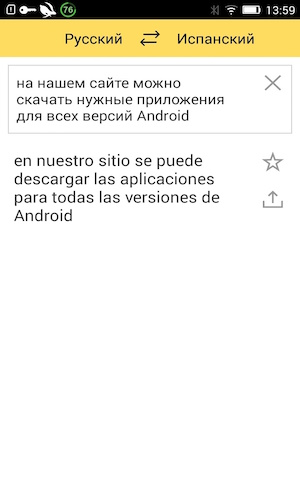 76
13:59
Русский
Испанский
на нашем сайте можно
скачать нужные приложения
для всех версий Android
en nuestro sitio se puede
descargar las aplicaciones
para todas las versiones de
Android